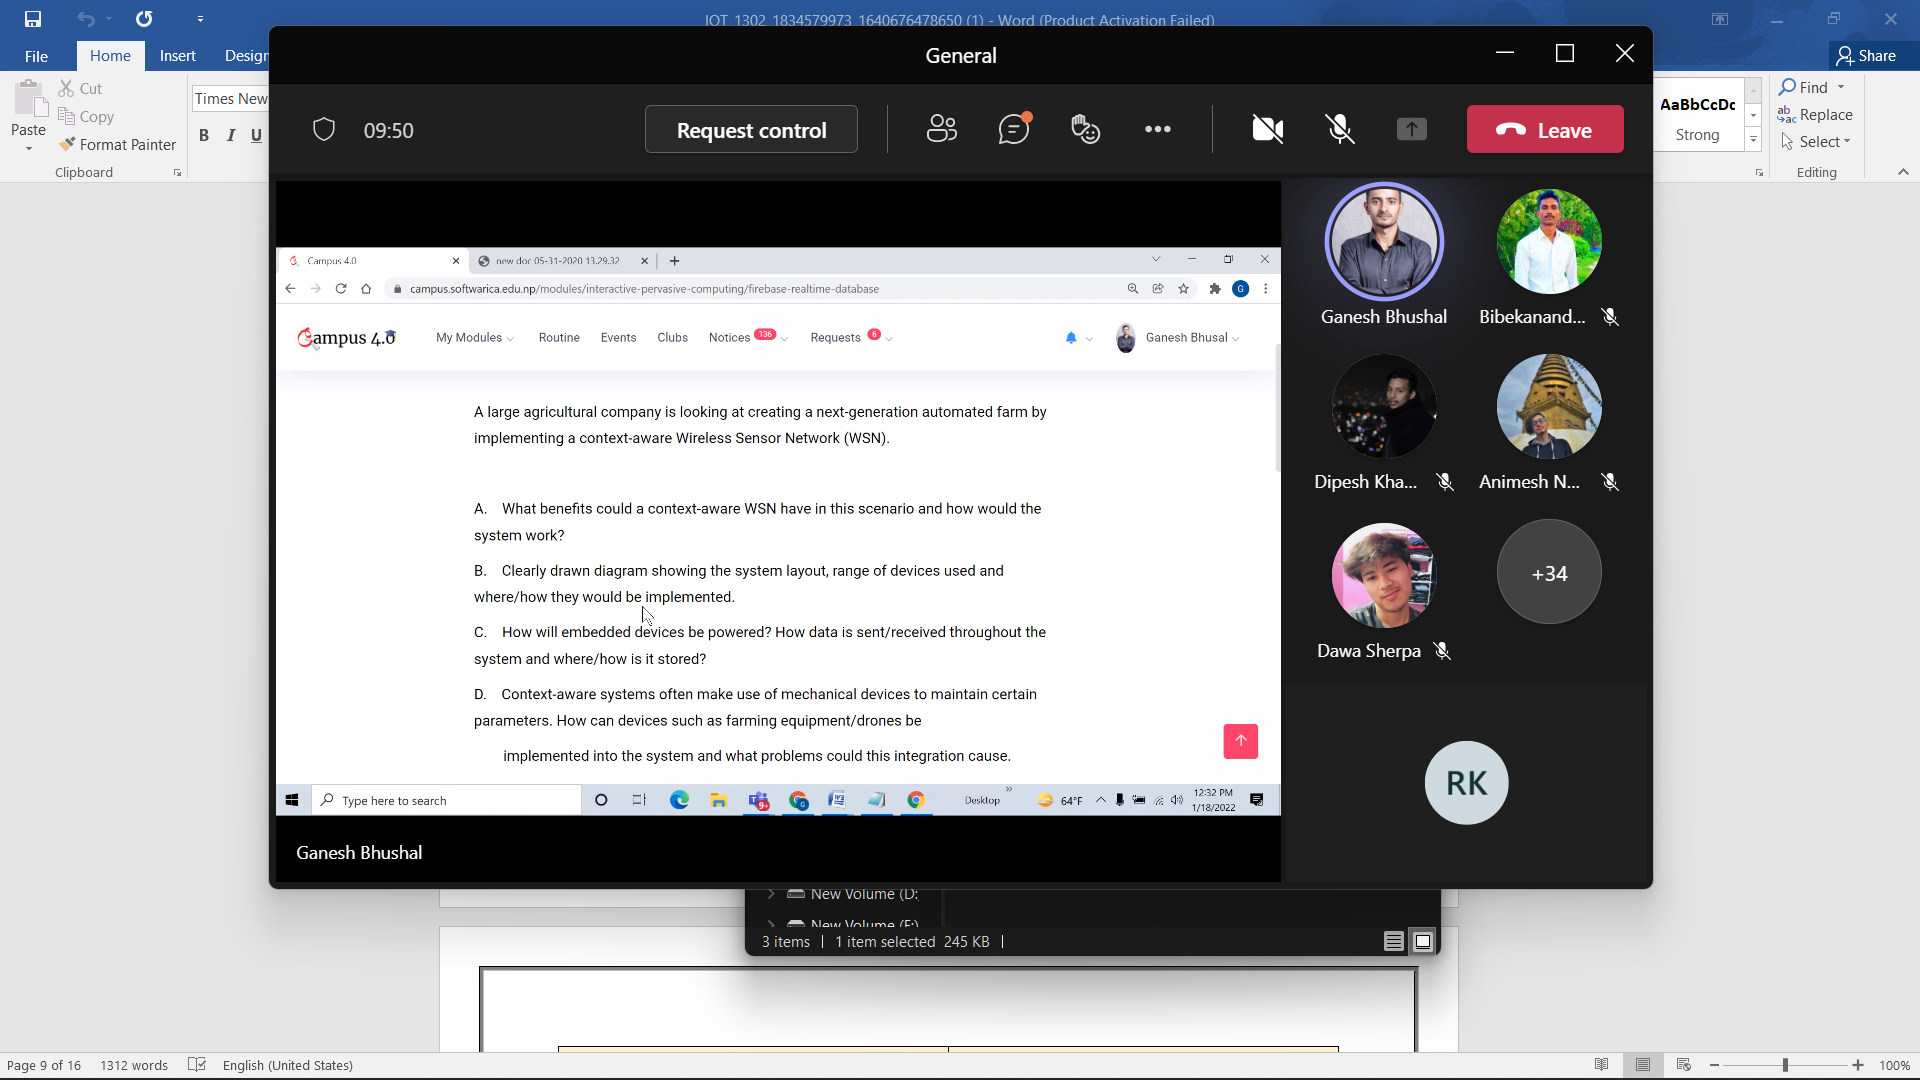 IOT_1302_1834579973_1640676478650 (1) - Word (Product Activation Failed)
File Home Insert Design
Share
Cut
Copy
Format Painter
Paste
Clipboard
Times New
B I U
AaBbCcDc
Strong
Find
Replace
Select
Editing
General
09:50
Request control
Leave
Campus 4.0
new doc 05-31-2020 13.29.32
campus.softwarica.edu.np/modules/interactive-pervasive-computing/firebase-realtime-database
G
Campus 4.0
My Modules Routine Events Clubs Notices 136 Requests 6
Ganesh Bhusal
A large agricultural company is looking at creating a next-generation automated farm by
implementing a context-aware Wireless Sensor Network (WSN).
A. What benefits could a context-aware WSN have in this scenario and how would the
system work?
B. Clearly drawn diagram showing the system layout, range of devices used and
where/how they would be implemented.
C. How will embedded devices be powered? How data is sent/received throughout the
system and where/how is it stored?
D. Context-aware systems often make use of mechanical devices to maintain certain
parameters. How can devices such as farming equipment/drones be
implemented into the system and what problems could this integration cause.
Type here to search
Desktop
64°F
12:32 PM
1/18/2022
Ganesh Bhushal
Ganesh Bhushal
Bibekanand...
Dipesh Kha...
Animesh N...
Dawa Sherpa
+34
RK
New Volume (D:
New Volume (E:)
3 items 1 item selected 245 KB
Page 9 of 16 1312 words English (United States)
100%